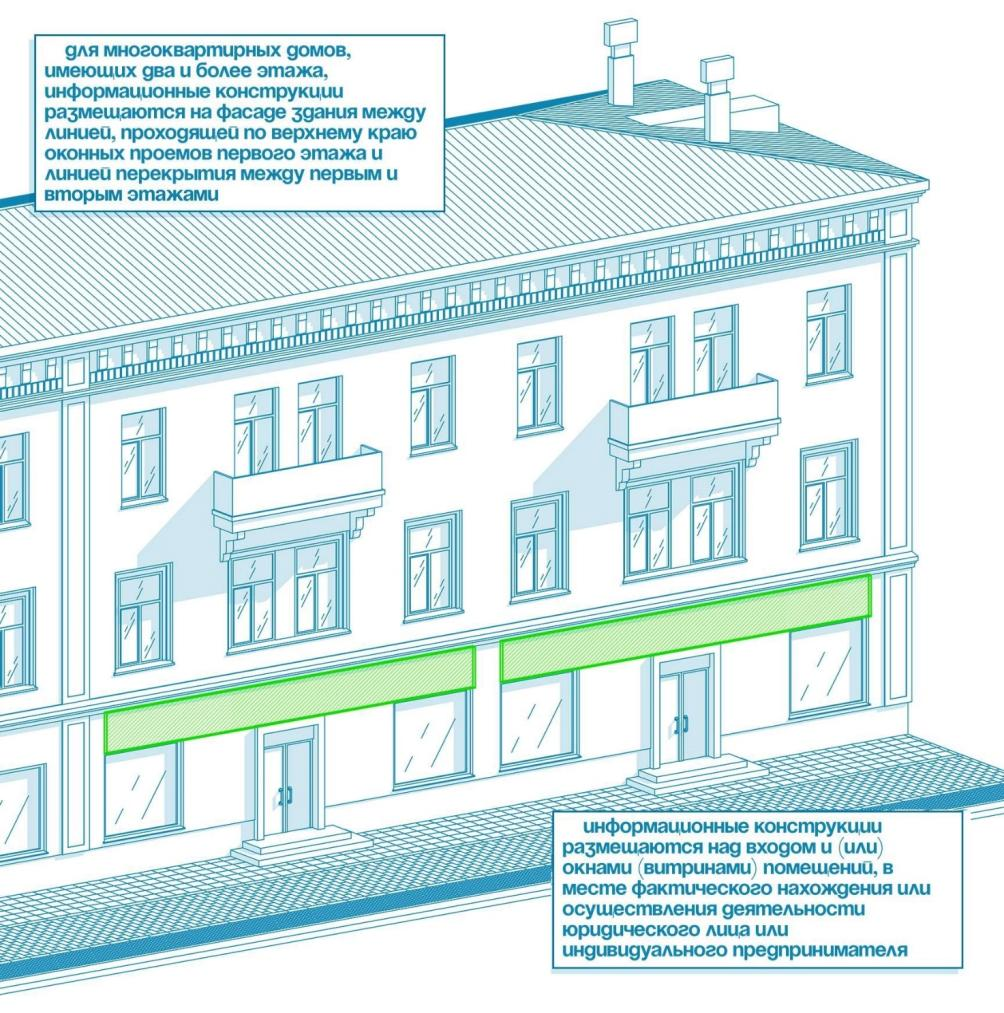 для многоквартирных домов,
имеющих два и более этажа,
информационные конструкции
размещаются на фасаде здания между
линией, проходящей по верхнему краю
оконных проемов первого этажа и
линией перекрытия между первым и
вторым этажами
информационные конструкции
размещаются над входом и (или)
окнами (витринами) помещений, в
месте фактического нахождения или
осуществления деятельности
юридического лица или
индивидуального предпринимателя